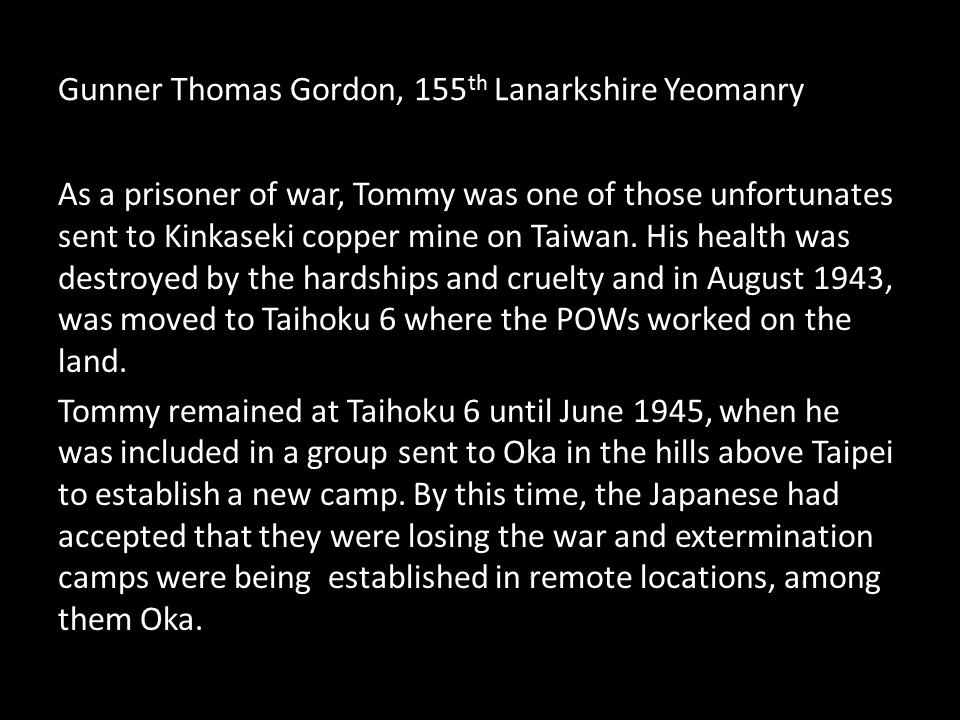 Gunner Thomas Gordon, 155th Lanarkshire Yeomanry
As a prisoner of war, Tommy was one of those unfortunates
sent to Kinkaseki copper mine on Taiwan. His health was
destroyed by the hardships and cruelty and in August 1943,
was moved to Taihoku 6 where the POWs worked on the
land.
Tommy remained at Taihoku 6 until June 1945, when he
was included in a group sent to Oka in the hills above Taipei
to establish a new camp. By this time, the Japanese had
accepted that they were losing the war and extermination
camps were being  established in remote locations, among
them Oka.